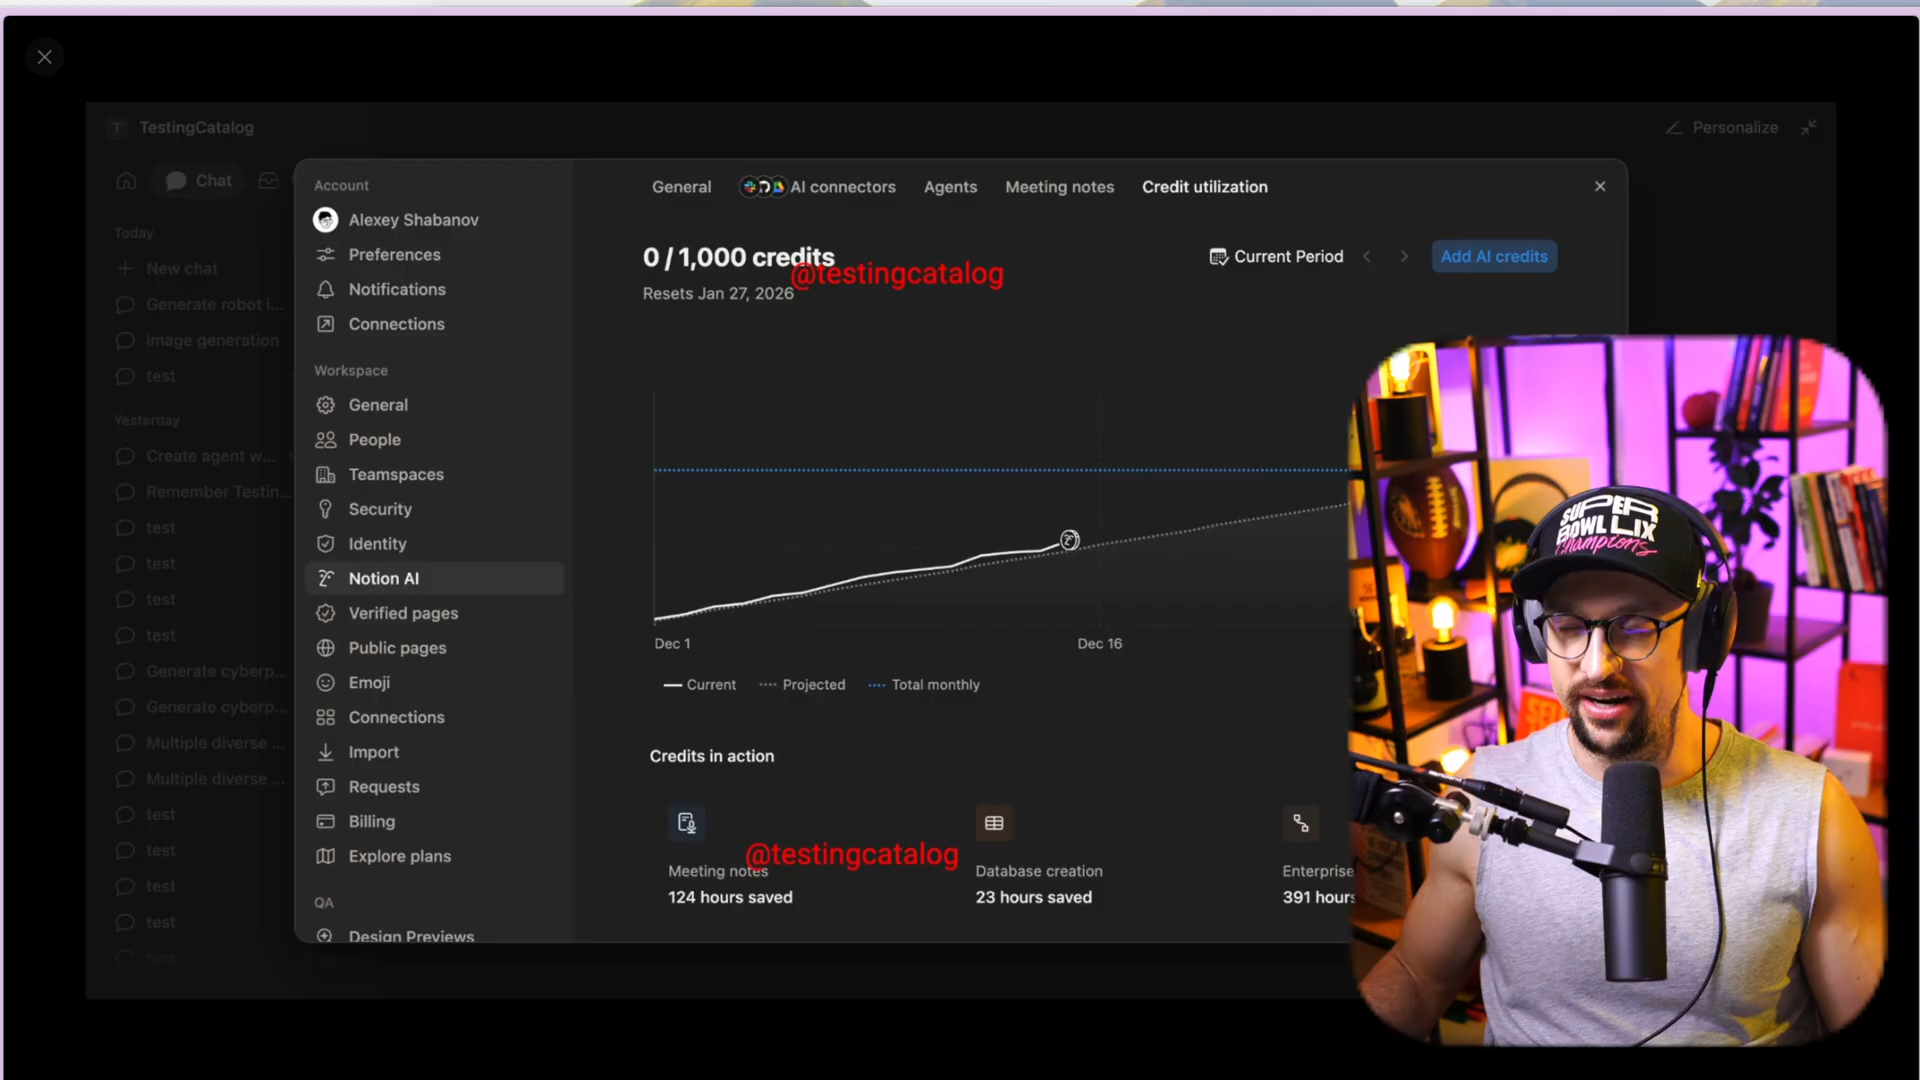 TestingCatalog
Personalize
Chat
Today
New chat
Generate robot i...
image generation
test
Yesterday
Create agent w...
Remember Testin...
test
test
test
test
Generate cyberp...
Generate cyberp...
Multiple diverse ...
Multiple diverse ...
test
test
test
test
test
Account
Alexey Shabanov
Preferences
Notifications
Connections
Workspace
General
People
Teamspaces
Security
Identity
Notion AI
Verified pages
Public pages
Emoji
Connections
Import
Requests
Billing
Explore plans
QA
Design Previews
General
AI connectors
Agents
Meeting notes
Credit utilization
0 / 1,000 credits
@testingcatalog
Resets Jan 27, 2026
Current Period
Add AI credits
Dec 1
Dec 16
Current
Projected
Total monthly
Credits in action
@testingcatalog
Meeting notes
124 hours saved
Database creation
23 hours saved
Enterprise
391 hours
SUPER
BOWL LIX
Champions